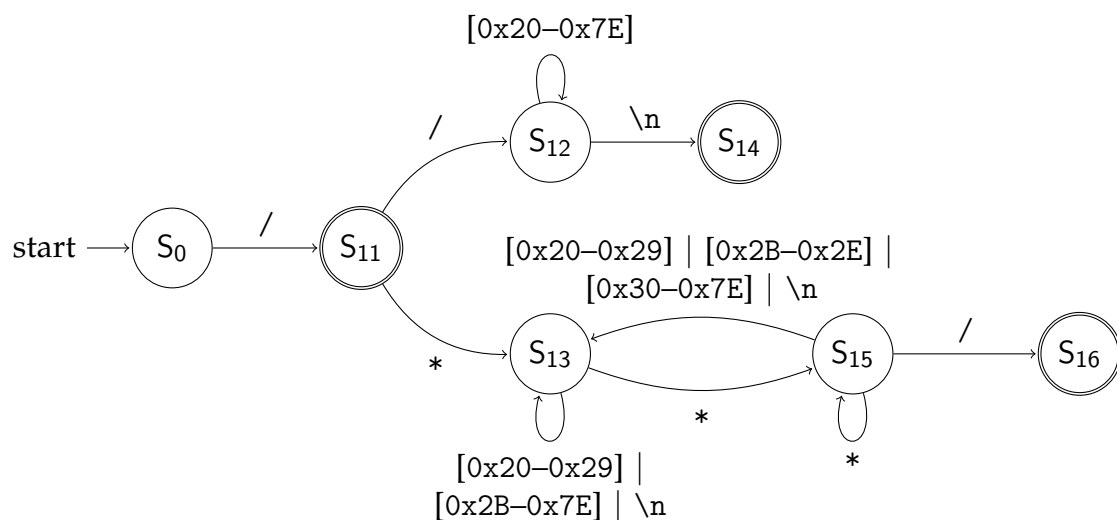 [0x20–0x7E]
/
\n
S12
S14
start
S0
/
S11
[0x20–0x29] | [0x2B–0x2E] |
[0x30–0x7E] | \n
*
S13
S15
/
S16
*
*
[0x20–0x29] |
[0x2B–0x7E] | \n